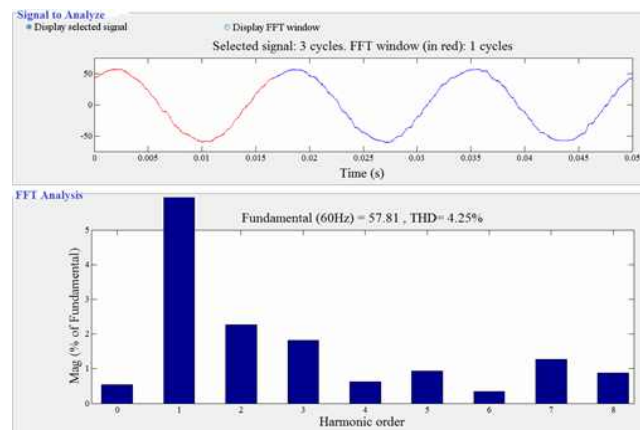 Signal to Analyze
Display selected signal Display FFT window
Selected signal: 3 cycles. FFT window (in red): 1 cycles
50
0
-50
0 0.005 0.01 0.015 0.02 0.025 0.03 0.035 0.04 0.045 0.05
Time (s)
FFT Analysis
Fundamental (60Hz) = 57.81 , THD= 4.25%
5
4
3
2
1
0
Mag (% of Fundamental)
0 1 2 3 4 5 6 7 8
Harmonic order